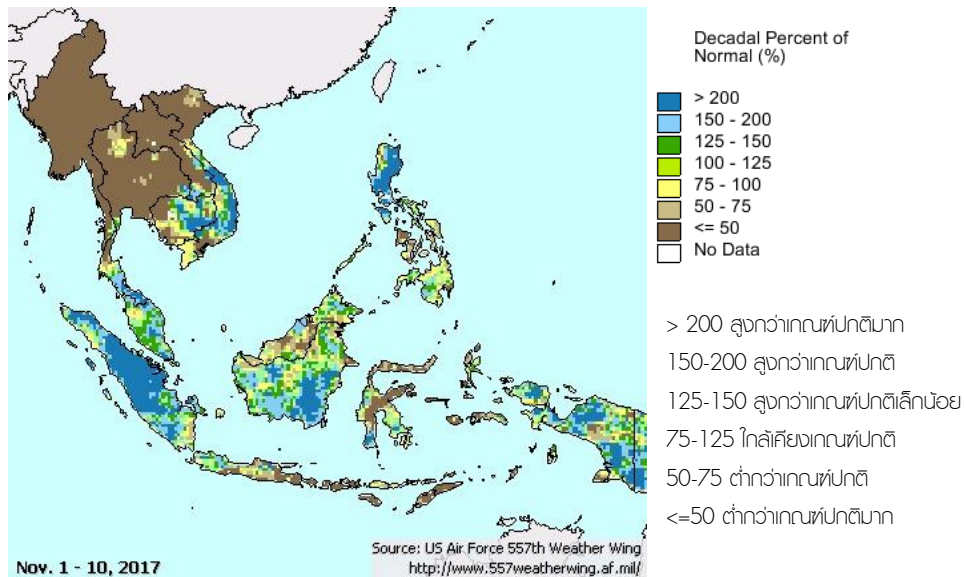 Decadal Percent of
Normal (%)
> 200
150 - 200
125 - 150
100 - 125
75 - 100
50 - 75
<= 50
No Data
> 200 สูงกว่าเกณฑ์ปกติมาก
150-200 สูงกว่าเกณฑ์ปกติ
125-150 สูงกว่าเกณฑ์ปกติเล็กน้อย
75-125 ใกล้เคียงเกณฑ์ปกติ
50-75 ต่ำกว่าเกณฑ์ปกติ
<=50 ต่ำกว่าเกณฑ์ปกติมาก
Source: US Air Force 557th Weather Wing
Nov. 1 - 10, 2017 http://www.557weatherwing.af.mil/